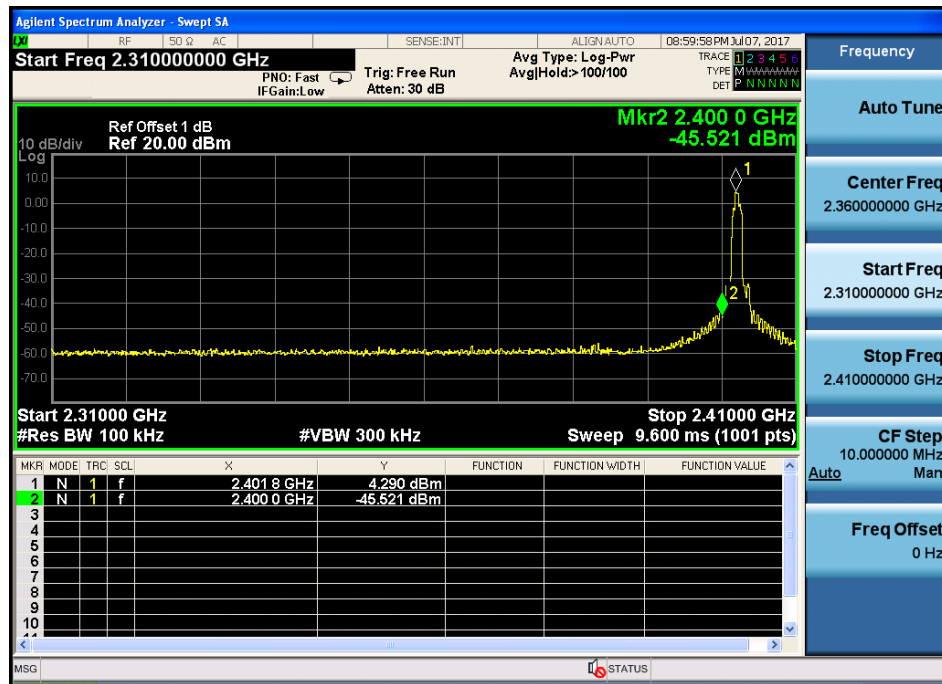 Agilent Spectrum Analyzer - Swept SA
LXI RF 50 Ω AC SENSE:INT ALIGN AUTO 08:59:58 PM Jul 07, 2017
Start Freq 2.310000000 GHz
PNO: Fast
IFGain:Low
Trig: Free Run
Atten: 30 dB
Avg Type: Log-Pwr
Avg|Hold:>100/100
TRACE 1 2 3 4 5 6
TYPE M WWWWW
DET P N N N N N
Mkr2 2.400 0 GHz
-45.521 dBm
Ref Offset 1 dB
10 dB/div Ref 20.00 dBm
Log
10.0
0.00
-10.0
-20.0
-30.0
-40.0
-50.0
-60.0
-70.0
1
2
Start 2.31000 GHz Stop 2.41000 GHz
#Res BW 100 kHz #VBW 300 kHz Sweep 9.600 ms (1001 pts)
MKR MODE TRC SCL X Y FUNCTION FUNCTION WIDTH FUNCTION VALUE
1 N 1 f 2.401 8 GHz 4.290 dBm
2 N 1 f 2.400 0 GHz -45.521 dBm
3
4
5
6
7
8
9
10
11
MSG STATUS
Frequency
Auto Tune
Center Freq
2.360000000 GHz
Start Freq
2.310000000 GHz
Stop Freq
2.410000000 GHz
CF Step
10.000000 MHz
Auto Man
Freq Offset
0 Hz